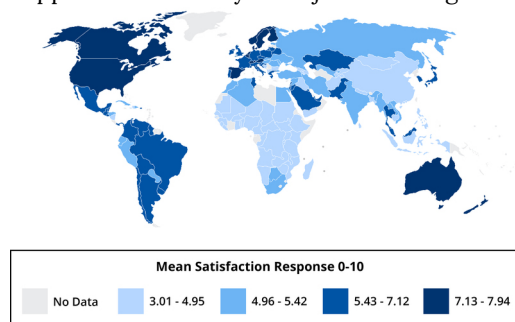 Mean Satisfaction Response 0-10
No Data 3.01 - 4.95 4.96 - 5.42 5.43 - 7.12 7.13 - 7.94